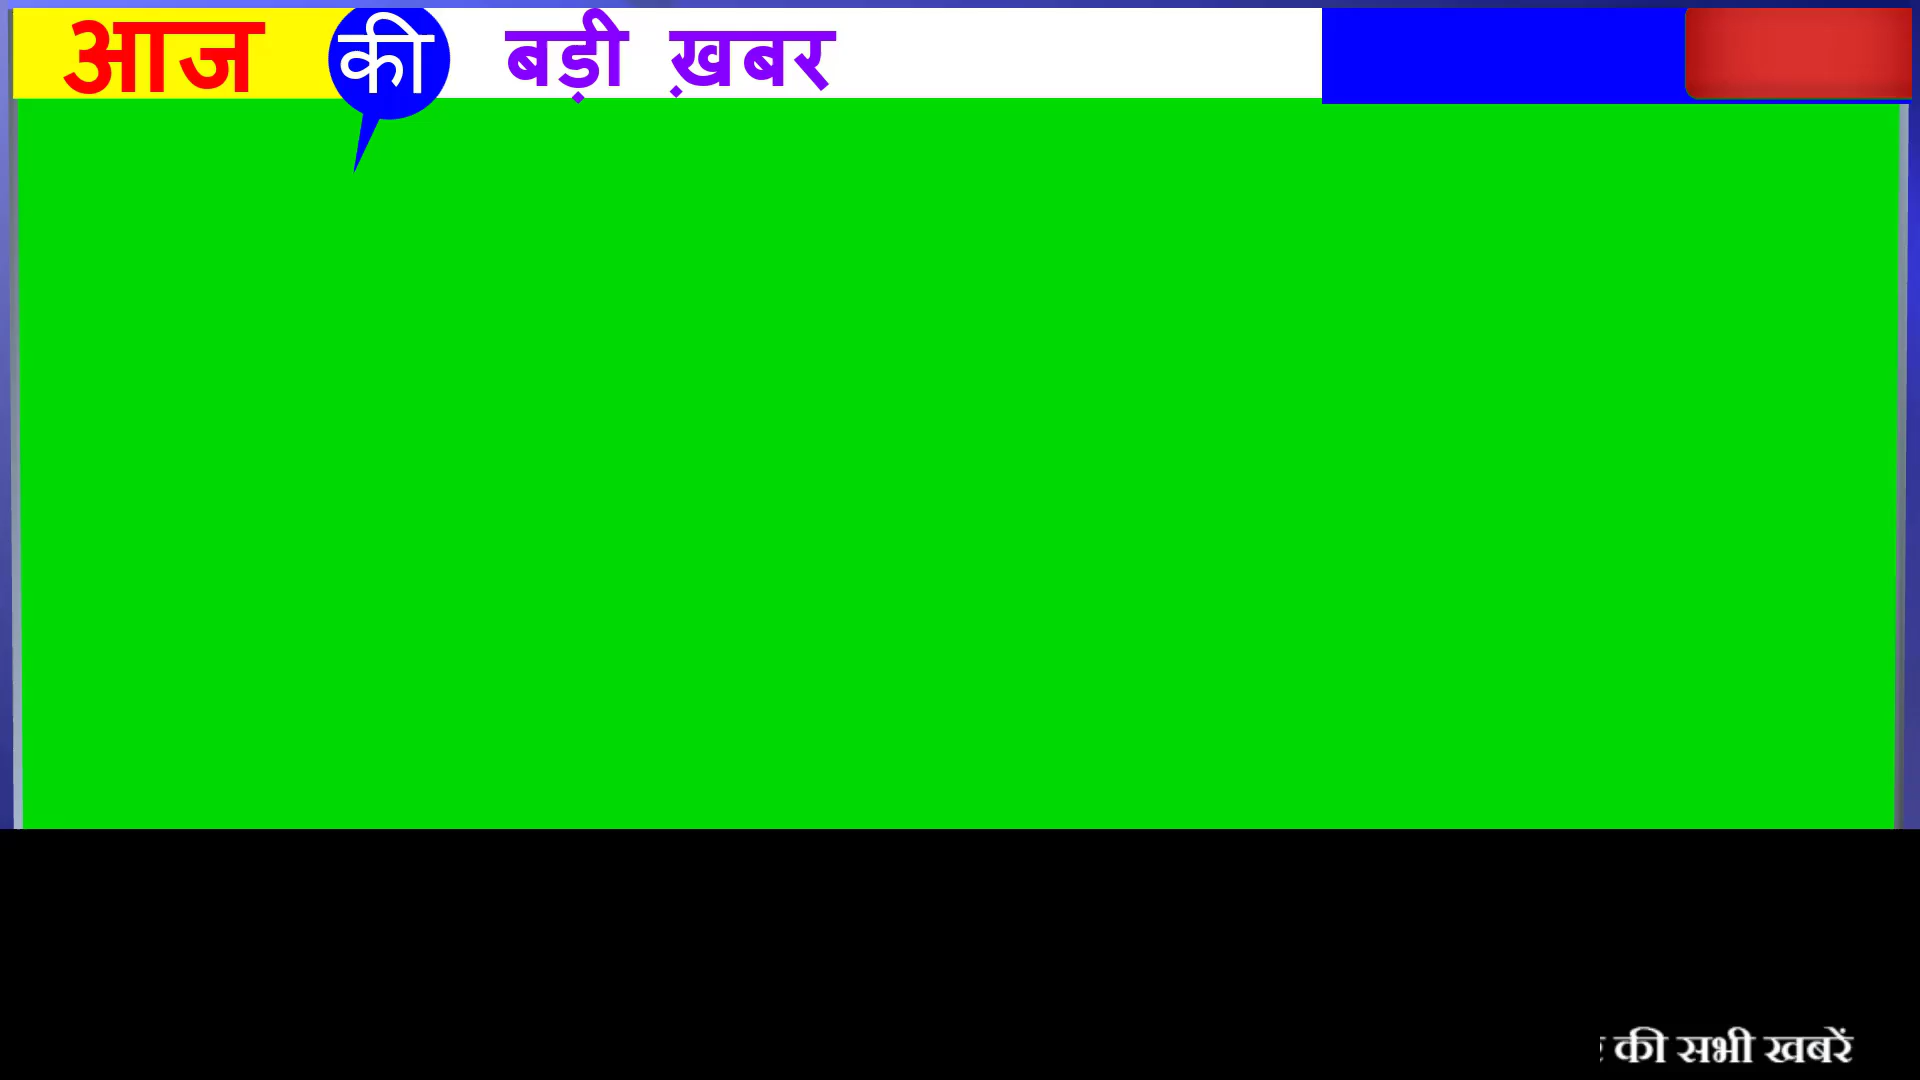 आज की बड़ी ख़बर
की सभी खबरें